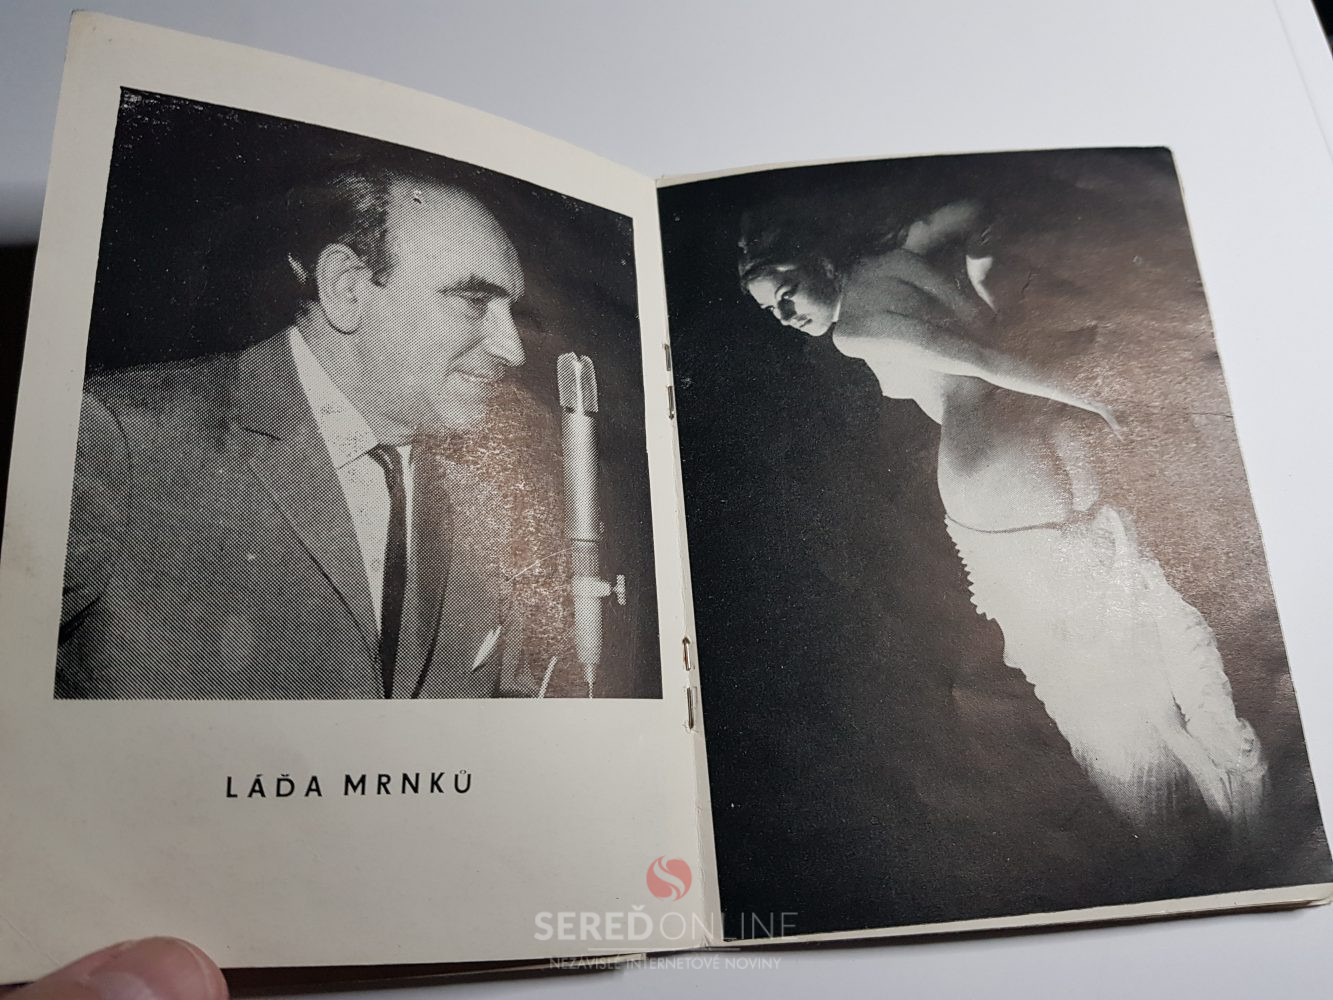 LÁĎA MRNKŮ
SEREĎONLINE
NEZÁVISLÉ INTERNETOVÉ NOVINY